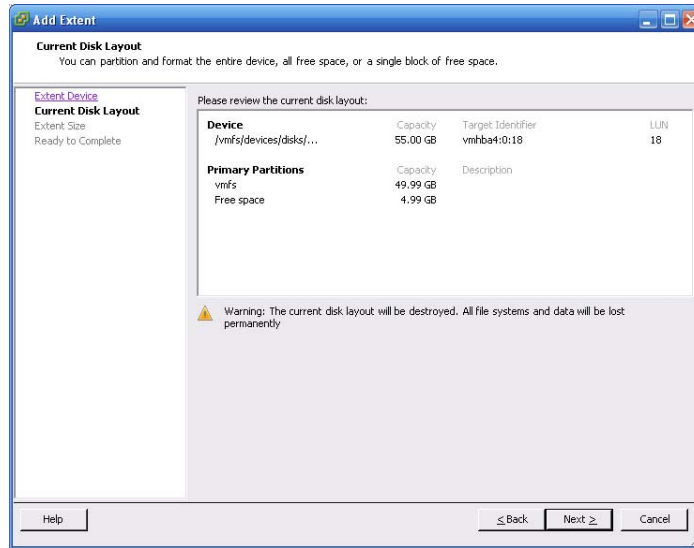 Add Extent
Current Disk Layout
You can partition and format the entire device, all free space, or a single block of free space.
Extent Device
Current Disk Layout
Extent Size
Ready to Complete
Please review the current disk layout:
Device Capacity Target Identifier LUN
/vmfs/devices/disks/... 55.00 GB vmhba4:0:18 18
Primary Partitions Capacity Description
vmfs 49.99 GB
Free space 4.99 GB
Warning: The current disk layout will be destroyed. All file systems and data will be lost
permanently
Help < Back Next > Cancel